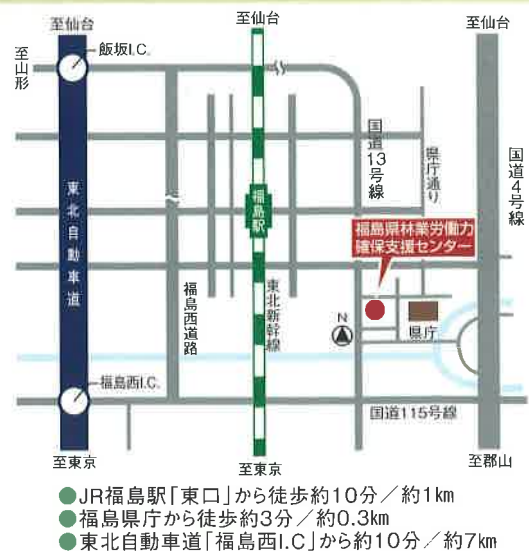 至仙台
至仙台
至仙台
飯坂I.C.
至山形
国道13号線
県庁通り
国道4号線
東北自動車道
福島駅
福島県林業労働力
確保支援センター
福島西道路
東北新幹線
N
県庁
福島西I.C.
国道115号線
至東京
至東京
至郡山
●JR福島駅「東口」から徒歩約10分／約1km
●福島県庁から徒歩約3分／約0.3km
●東北自動車道「福島西I.C」から約10分／約7km